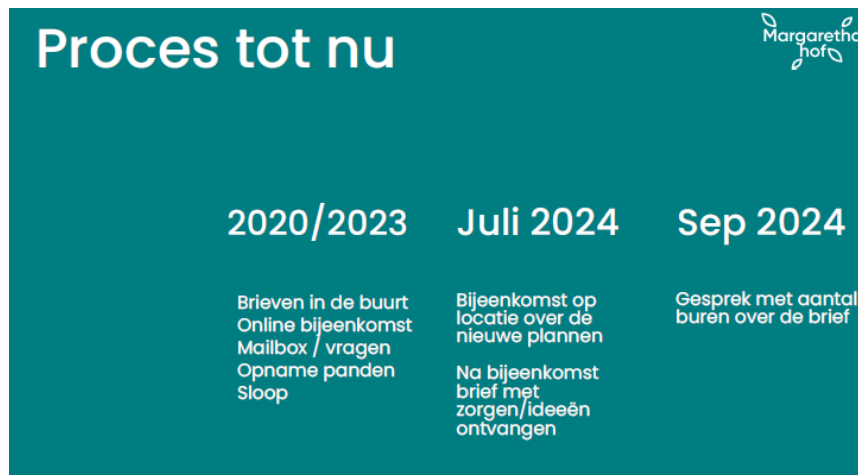 Proces tot nu
Margaretha
hof
2020/2023
Brieven in de buurt
Online bijeenkomst
Mailbox / vragen
Opname panden
Sloop
Juli 2024
Bijeenkomst op
locatie over de
nieuwe plannen
Na bijeenkomst
brief met
zorgen/ideeën
ontvangen
Sep 2024
Gesprek met aantal
buren over de brief